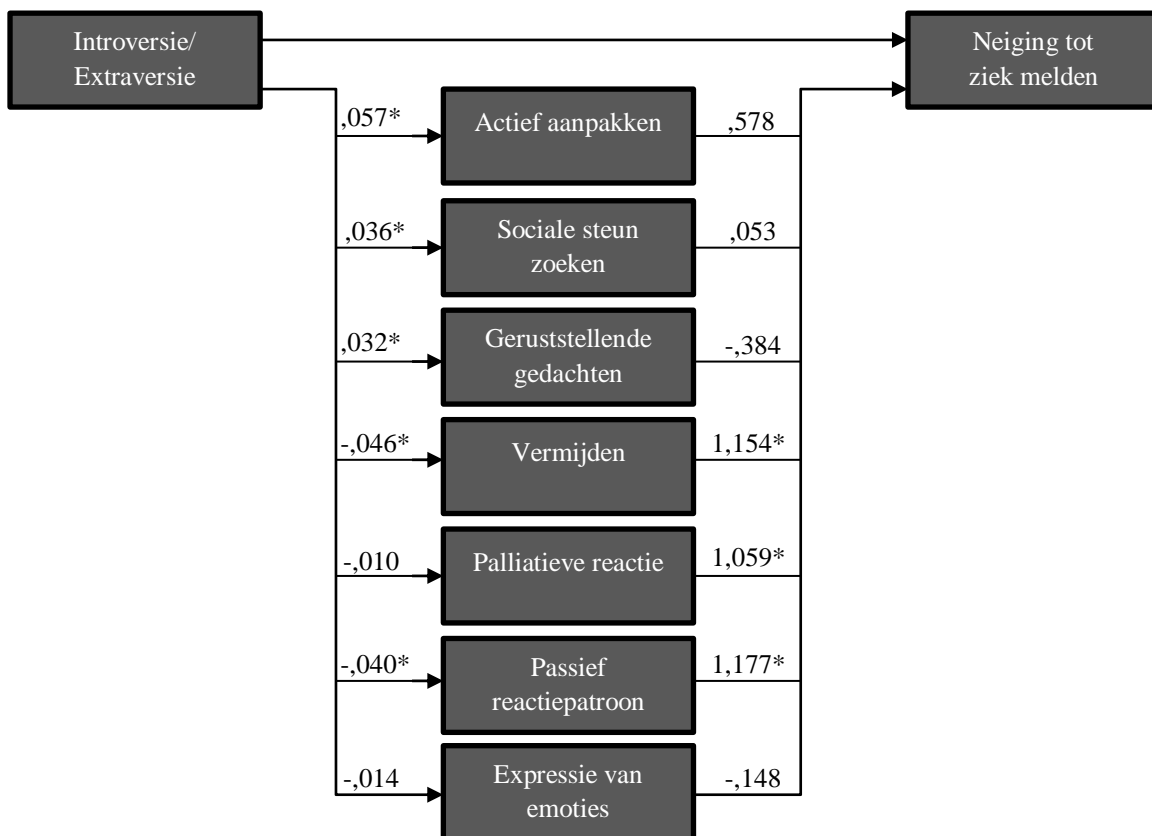 Introversie/
Extraversie
Neiging tot
ziek melden
,057*
Actief aanpakken
,578
,036*
Sociale steun
zoeken
,053
,032*
Geruststellende
gedachten
-,384
-,046*
Vermijden
1,154*
-,010
Palliatieve reactie
1,059*
-,040*
Passief
reactiepatroon
1,177*
-,014
Expressie van
emoties
-,148